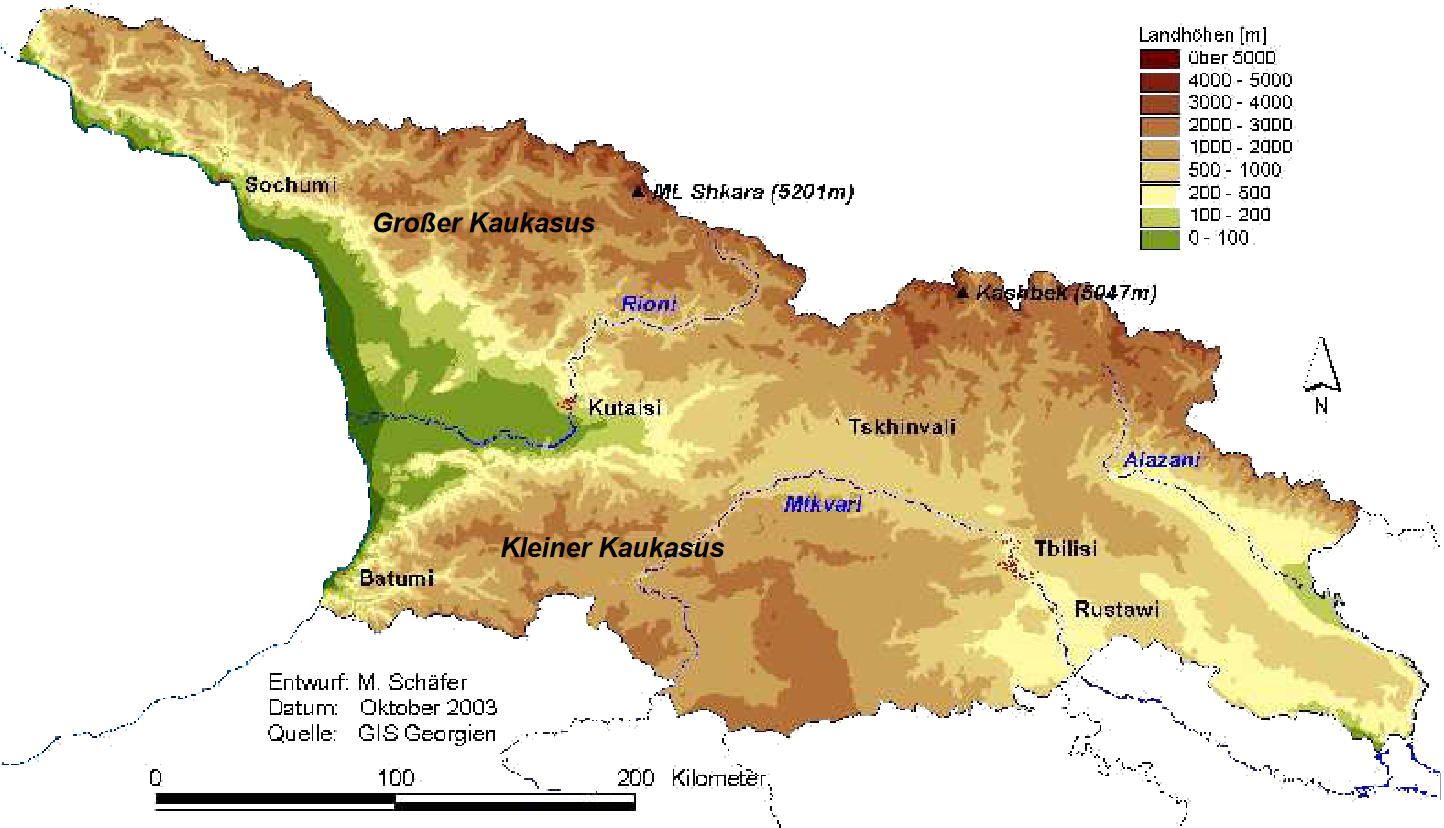 Landhöhen [m]
über 5000
4000 - 5000
3000 - 4000
2000 - 3000
1000 - 2000
500 - 1000
200 - 500
100 - 200
0 - 100
Sochumi
Mt. Shkara (5201m)
Großer Kaukasus
Kashbek (5047m)
Rioni
N
Kutaisi
Tskhinvali
Alazani
Mtkvari
Kleiner Kaukasus
Tbilisi
Batumi
Rustawi
Entwurf: M. Schäfer
Datum: Oktober 2003
Quelle: GIS Georgien
0 100 200 Kilometer